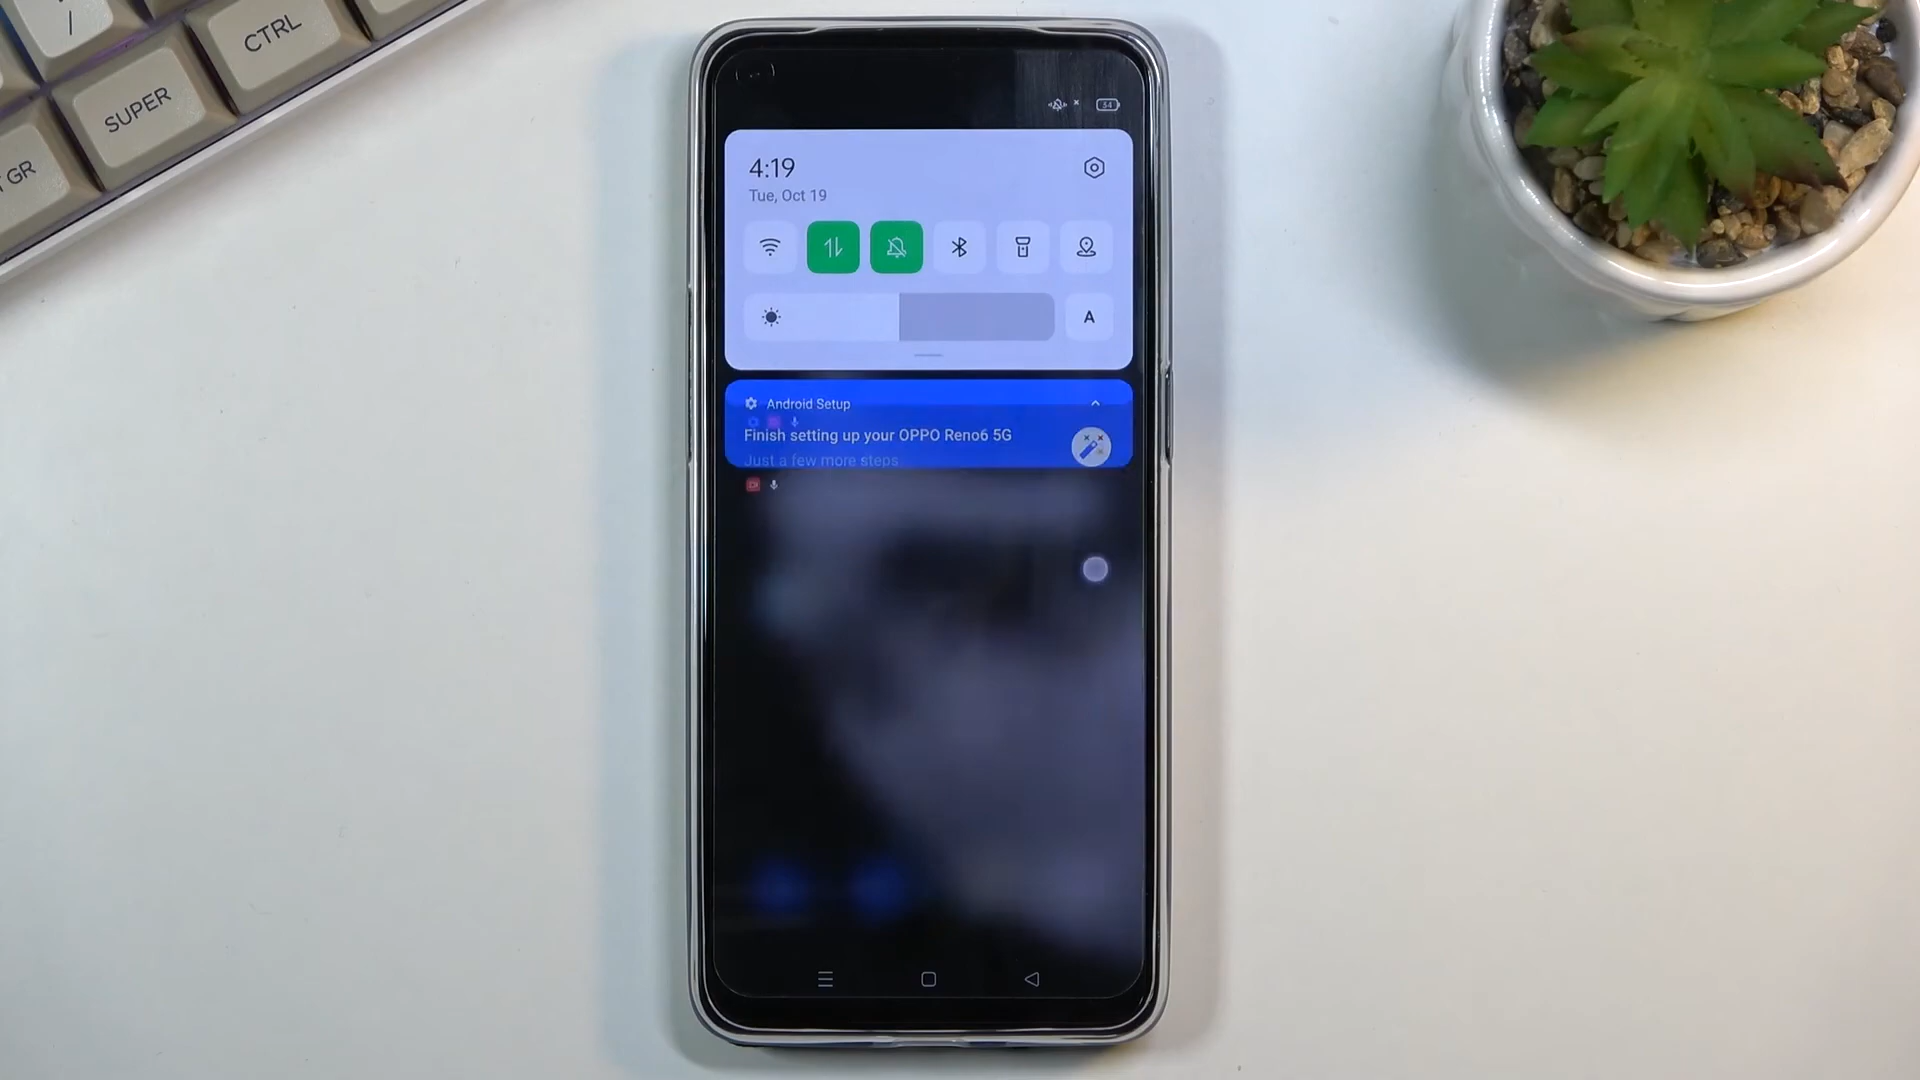 /
CTRL
SUPER
T GR
54
4:19
Tue, Oct 19
A
Android Setup
Finish setting up your OPPO Reno6 5G
Just a few more steps